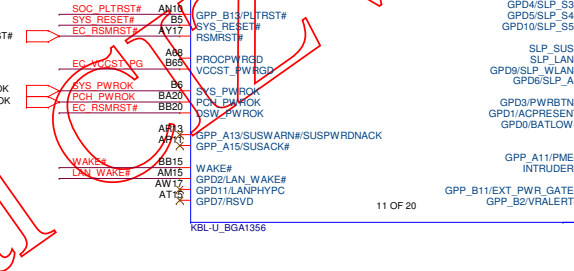 SOC_PLTRST# AN10 GPP_B13/PLTRST# GPD4/SLP_S3
SYS_RESET# B5 SYS_RESET# GPD5/SLP_S4
ST# EC_RSMRST# AY17 RSMRST# GPD10/SLP_S5
SLP_SUS
A68 PROCPWRGD SLP_LAN
EC_VCCST_PG B65 VCCST_PWRGD GPD9/SLP_WLAN
GPD6/SLP_A
OK SYS_PWROK B6 SYS_PWROK
OK PCH_PWROK BA20 PCH_PWROK GPD3/PWRBTN
EC_RSMRST# BB20 DSW_PWROK GPD1/ACPRESEN
GPD0/BATLOW
AR13 GPP_A13/SUSWARN#/SUSPWRDNACK
AP11 GPP_A15/SUSACK#
GPP_A11/PME
WAKE# BB15 WAKE# INTRUDER
LAN_WAKE# AM15 GPD2/LAN_WAKE#
AW17 GPD11/LANPHYPC GPP_B11/EXT_PWR_GATE
AT15 GPD7/RSVD GPP_B2/VRALERT
11 OF 20
KBL-U_BGA1356